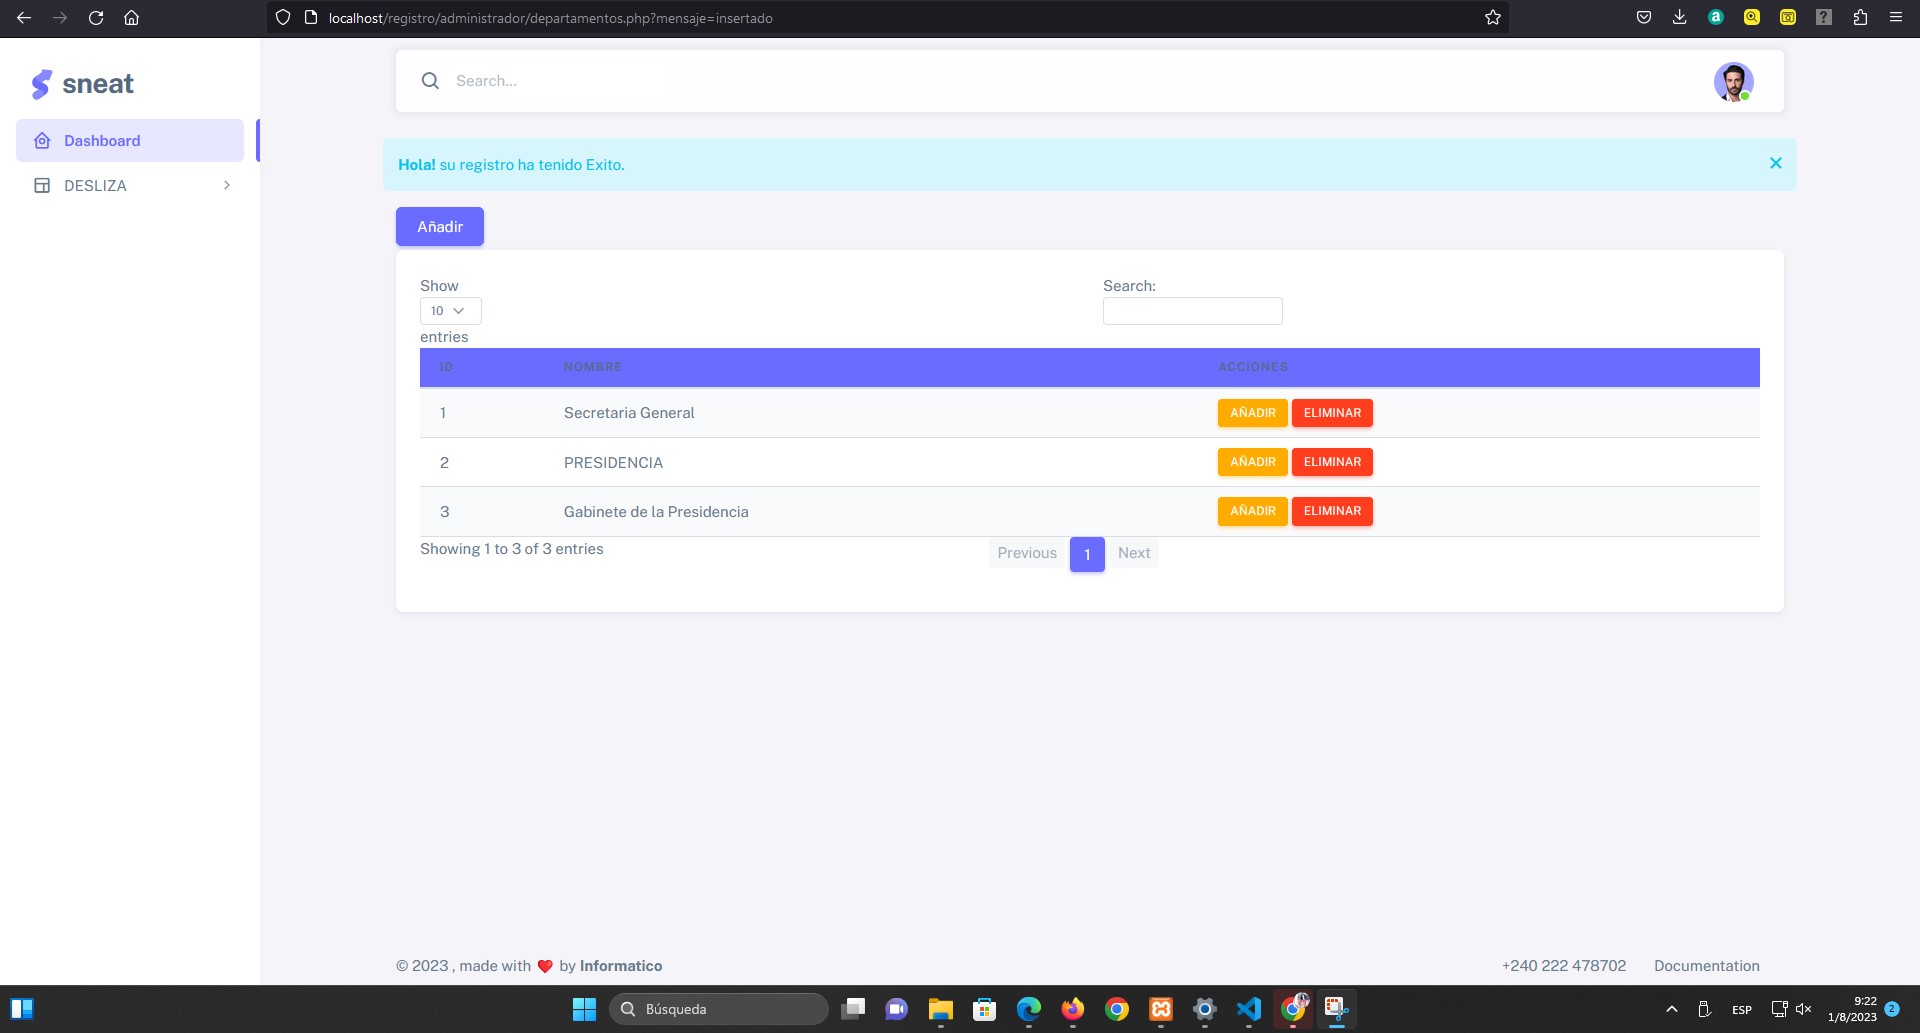 localhost/registro/administrador/departamentos.php?mensaje=insertado
sneat
Search...
Dashboard
DESLIZA
Hola! su registro ha tenido Exito.
Añadir
Show
10
entries
Search:
ID NOMBRE ACCIONES
1 Secretaria General AÑADIR ELIMINAR
2 PRESIDENCIA AÑADIR ELIMINAR
3 Gabinete de la Presidencia AÑADIR ELIMINAR
Showing 1 to 3 of 3 entries
Previous 1 Next
© 2023 , made with ❤️ by Informatico
+240 222 478702 Documentation
Búsqueda
ESP
9:22
1/8/2023
2